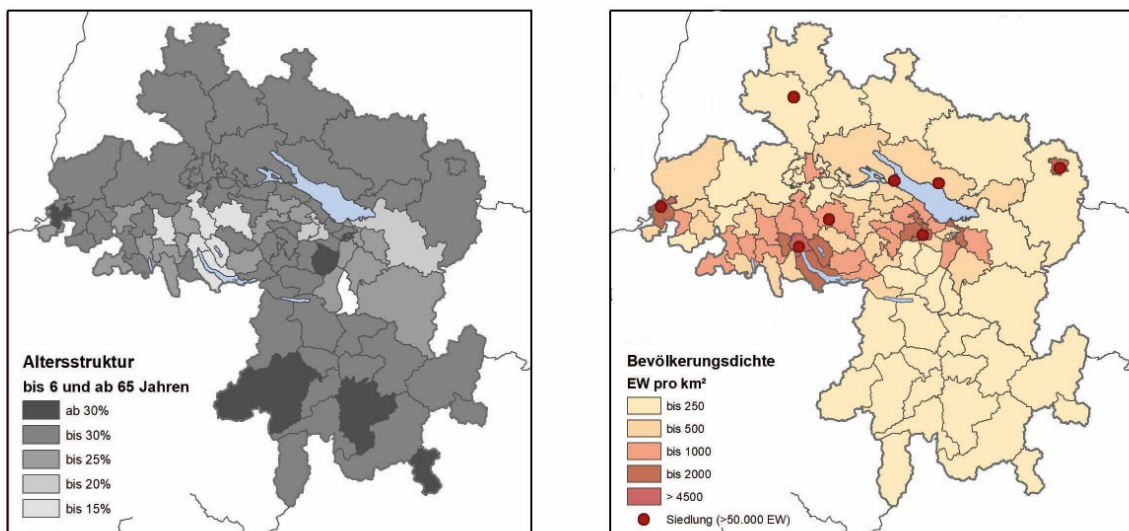 Altersstruktur
bis 6 und ab 65 Jahren
ab 30%
bis 30%
bis 25%
bis 20%
bis 15%
Bevölkerungsdichte
EW pro km²
bis 250
bis 500
bis 1000
bis 2000
> 4500
Siedlung (>50.000 EW)